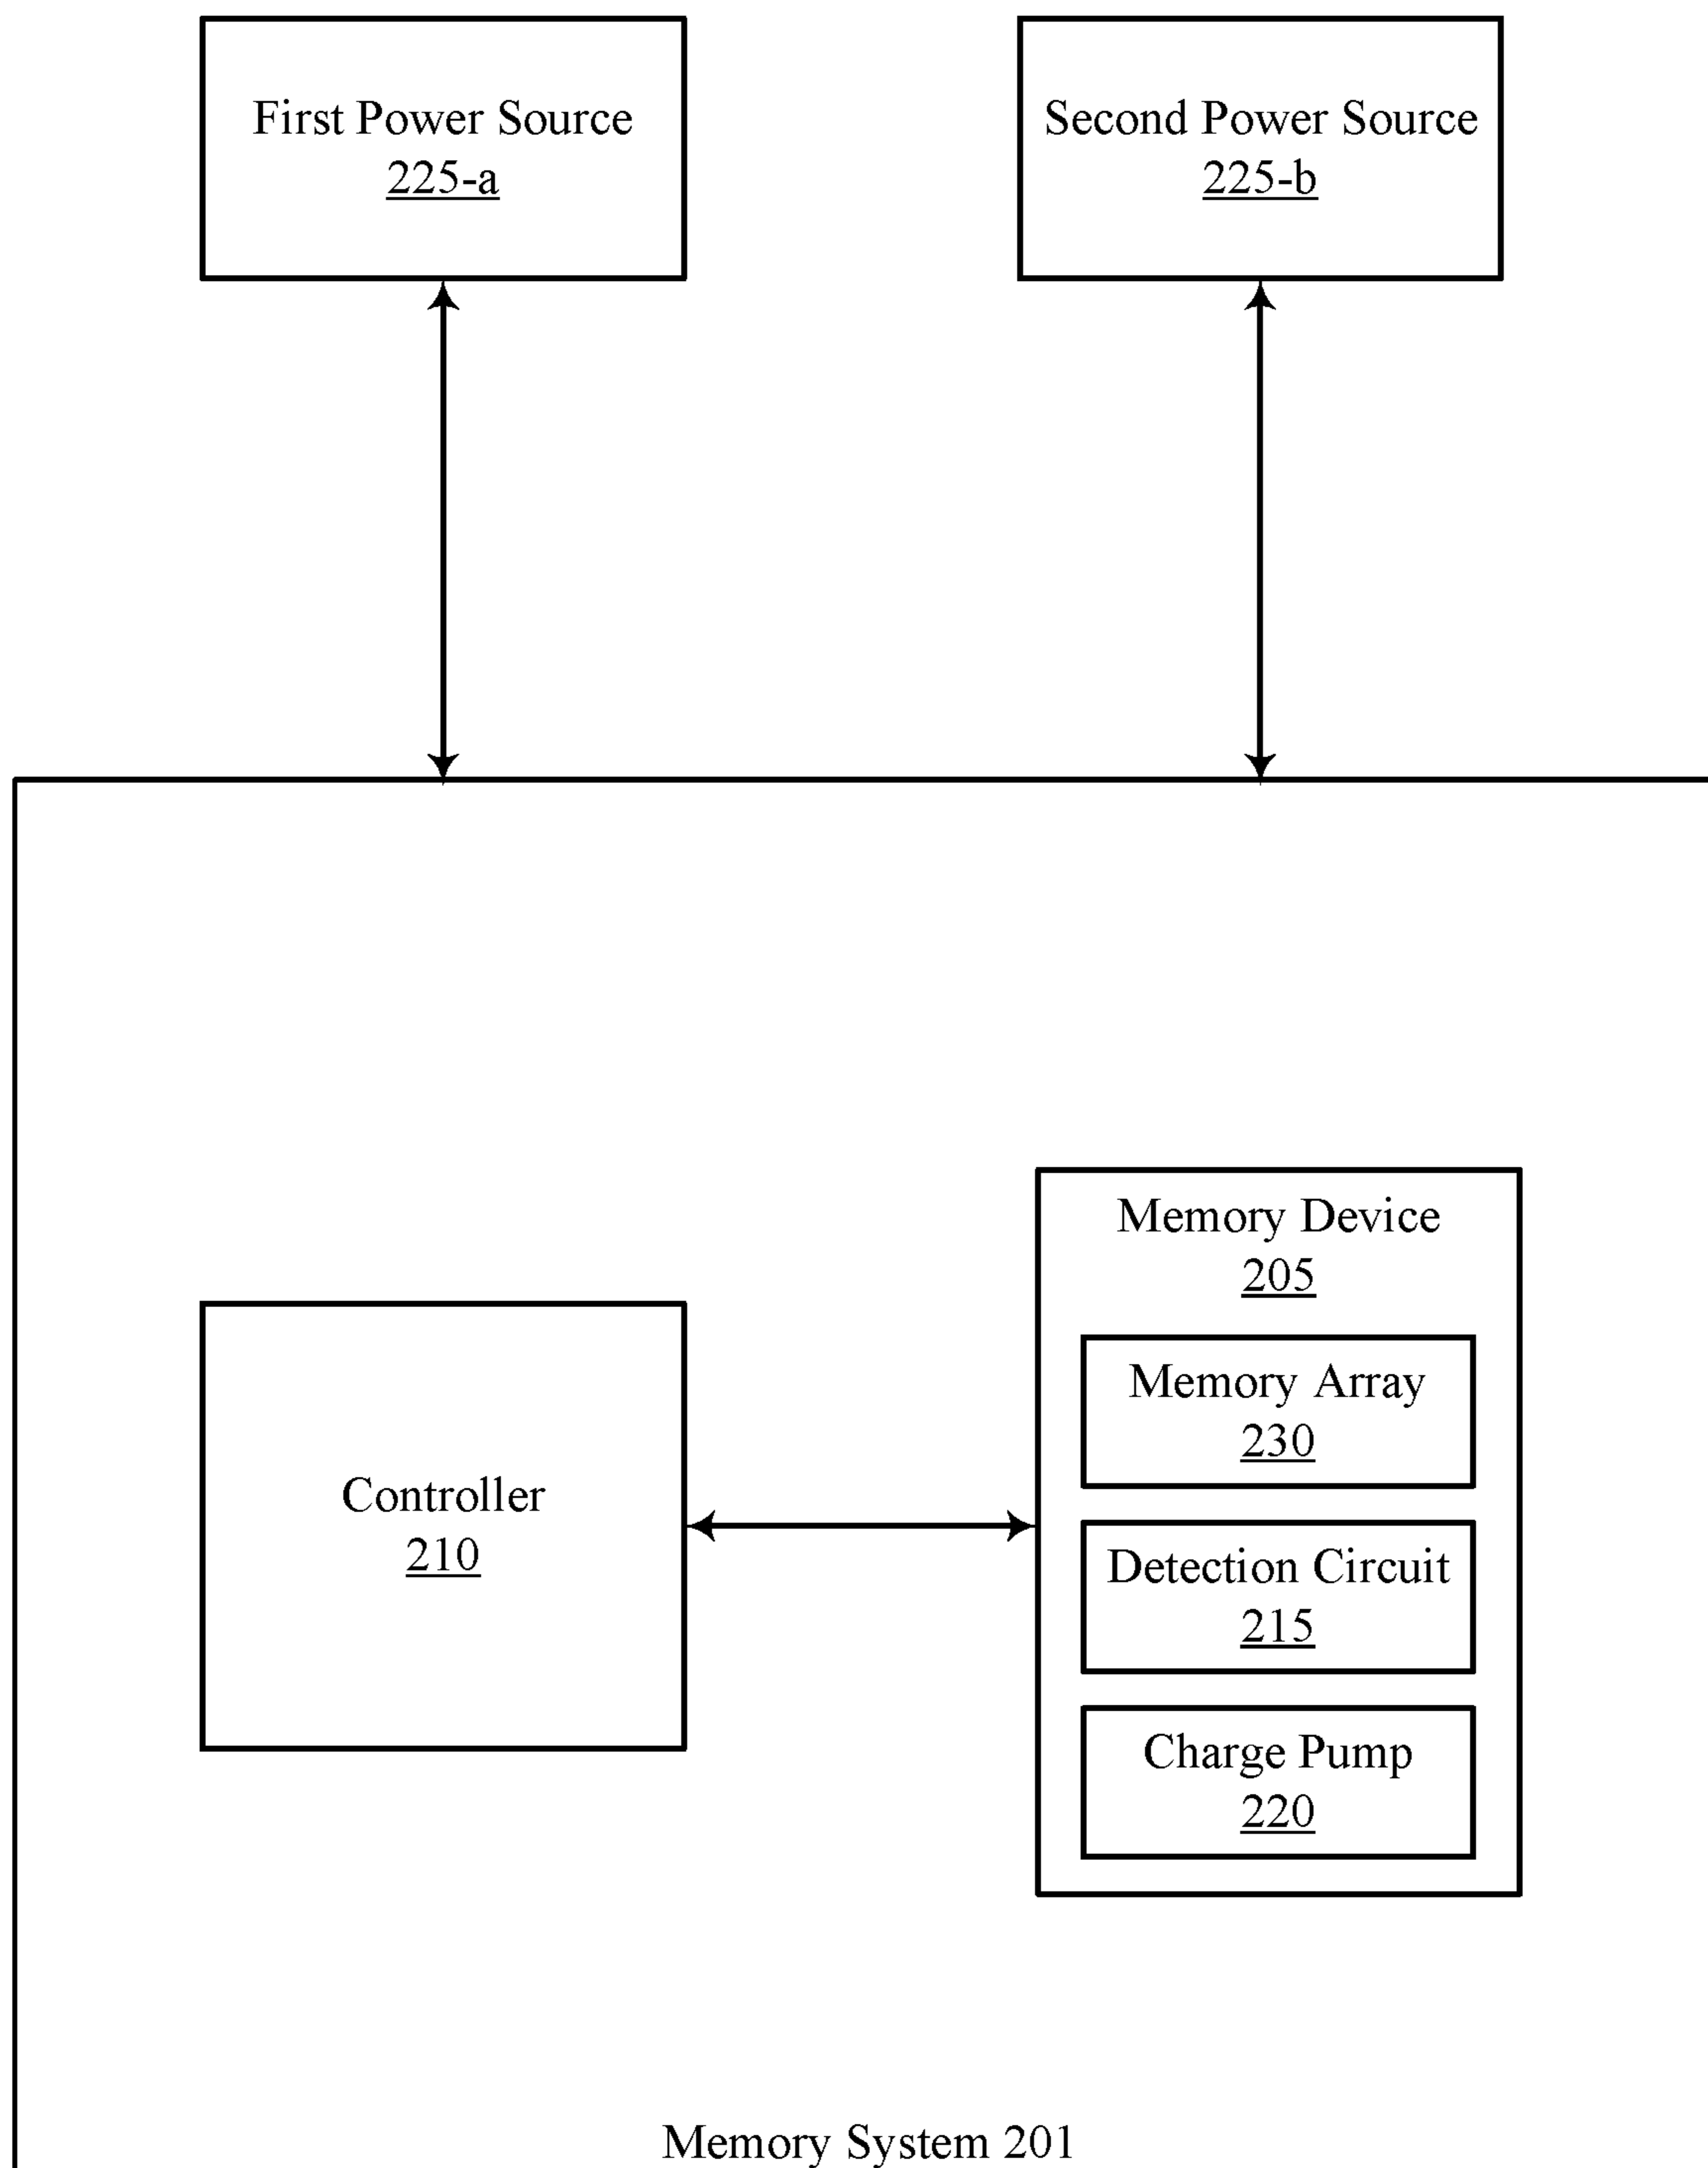 First Power Source
225-a
Second Power Source
225-b
Memory Device
205
Memory Array
230
Controller
210
Detection Circuit
215
Charge Pump
220
Memory System 201